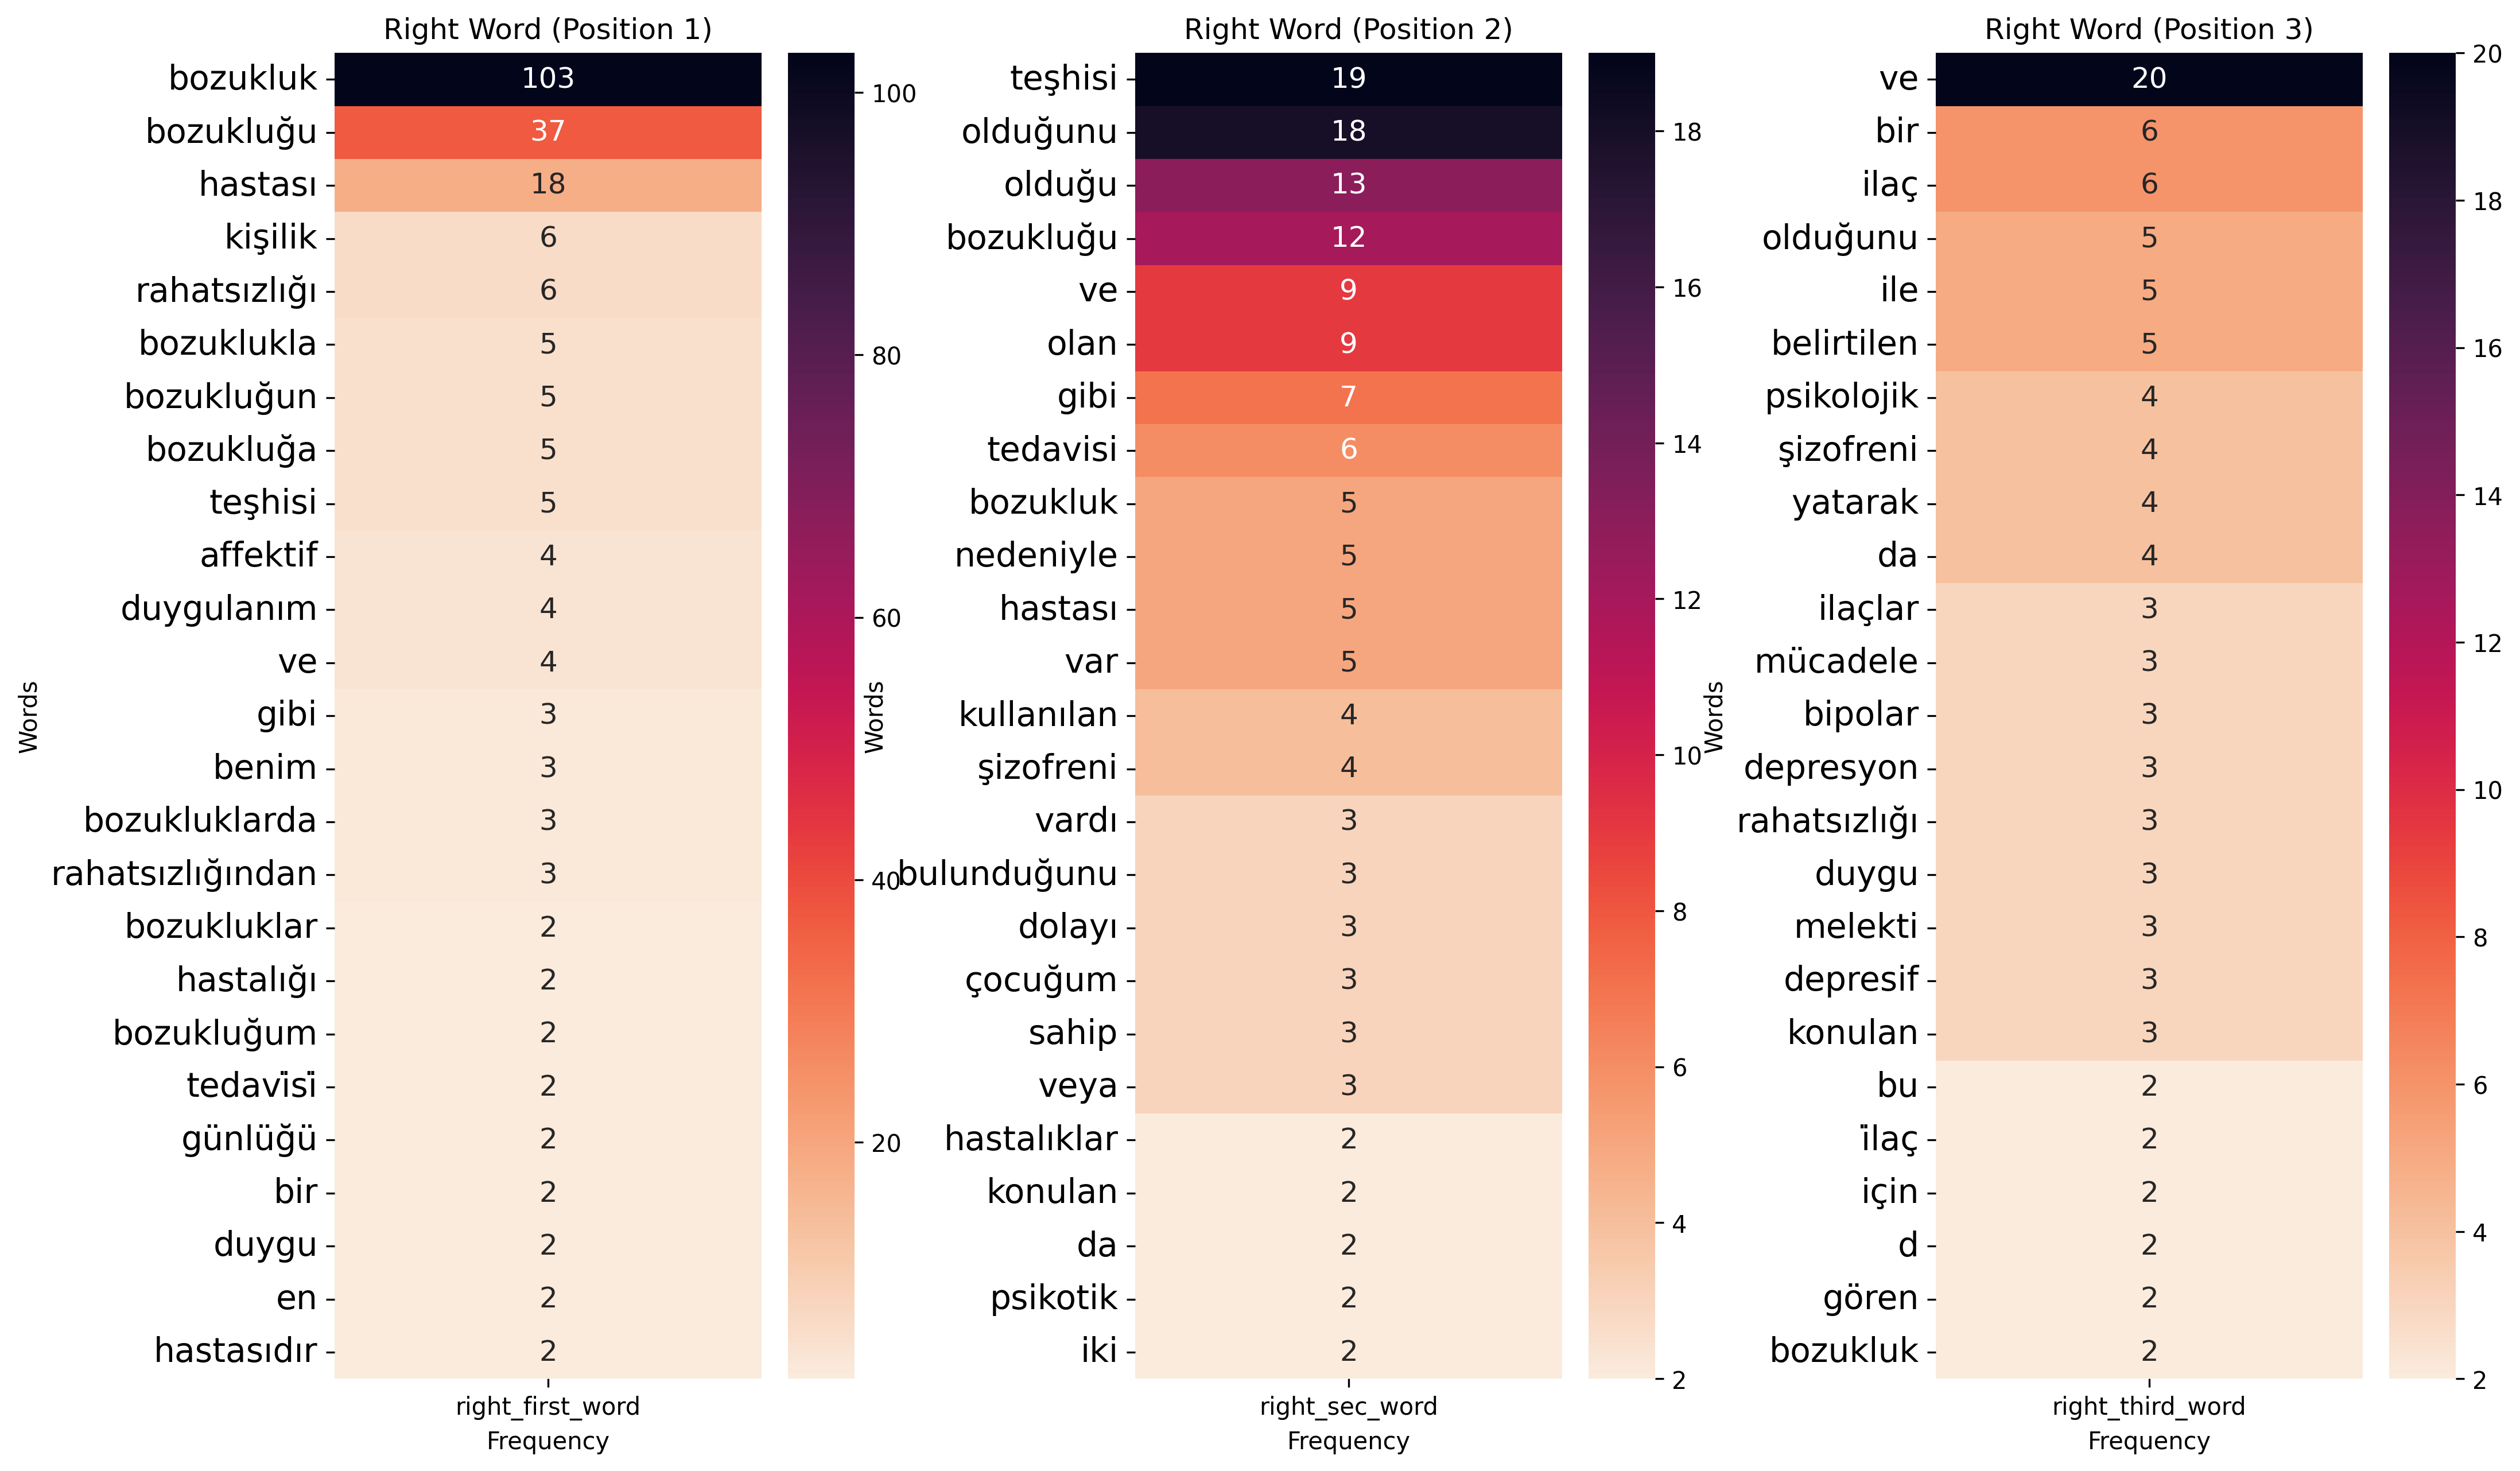 Right Word (Position 1)
bozukluk 103
bozukluğu 37
hastası 18
kişilik 6
rahatsızlığı 6
bozuklukla 5
bozukluğun 5
bozukluğa 5
teşhisi 5
affektif 4
duygulanım 4
ve 4
gibi 3
benim 3
bozukluklarda 3
rahatsızlığından 3
bozukluklar 2
hastalığı 2
bozukluğum 2
tedavi̇si̇ 2
günlüğü 2
bir 2
duygu 2
en 2
hastasıdır 2
Words
right_first_word
Frequency
100
80
60
40
20
Right Word (Position 2)
teşhisi 19
olduğunu 18
olduğu 13
bozukluğu 12
ve 9
olan 9
gibi 7
tedavisi 6
bozukluk 5
nedeniyle 5
hastası 5
var 5
kullanılan 4
şizofreni 4
vardı 3
bulunduğunu 3
dolayı 3
çocuğum 3
sahip 3
veya 3
hastalıklar 2
konulan 2
da 2
psikotik 2
iki 2
Words
right_sec_word
Frequency
18
16
14
12
10
8
6
4
2
Right Word (Position 3)
ve 20
bir 6
ilaç 6
olduğunu 5
ile 5
belirtilen 5
psikolojik 4
şizofreni 4
yatarak 4
da 4
ilaçlar 3
mücadele 3
bipolar 3
depresyon 3
rahatsızlığı 3
duygu 3
melekti 3
depresif 3
konulan 3
bu 2
i̇laç 2
için 2
d 2
gören 2
bozukluk 2
Words
right_third_word
Frequency
20
18
16
14
12
10
8
6
4
2